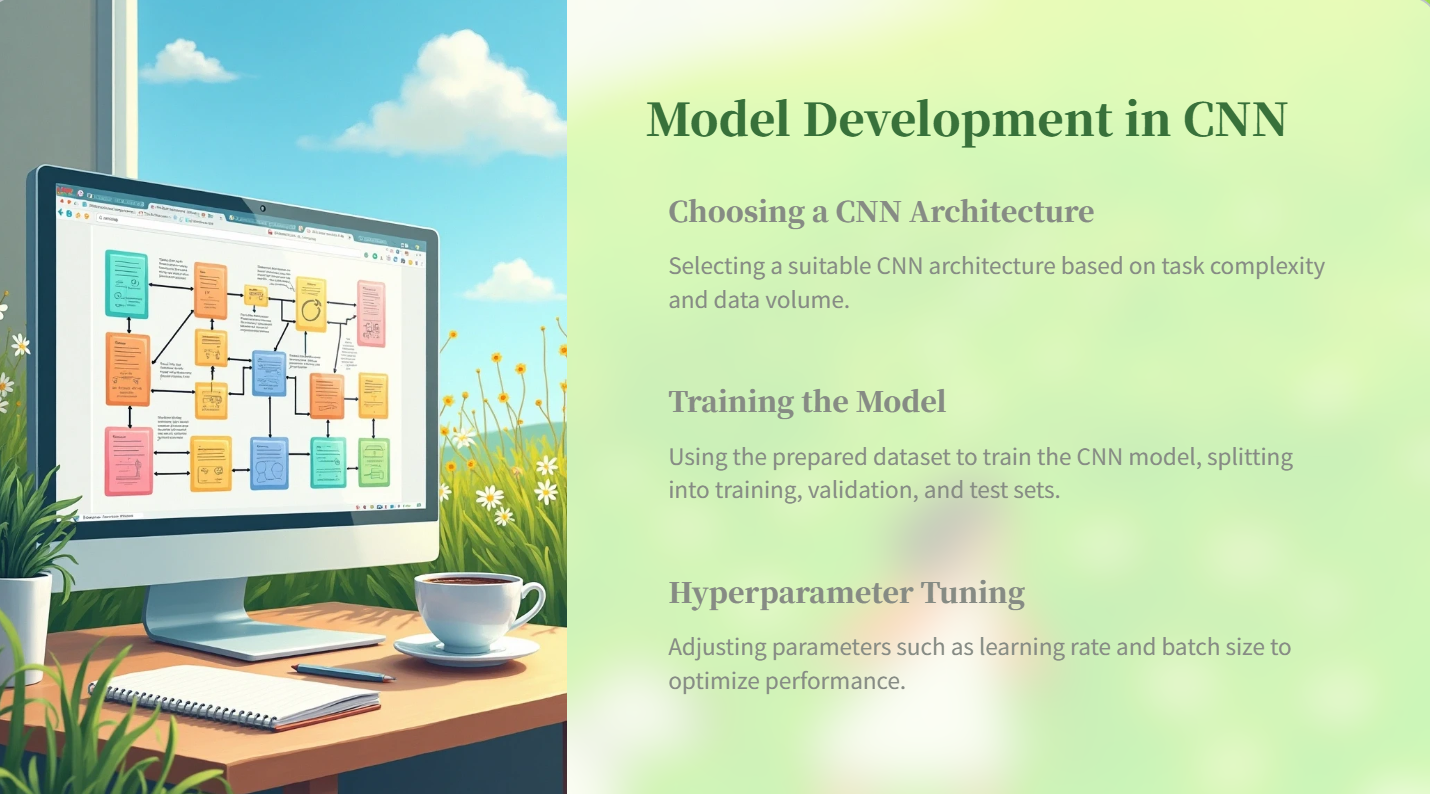 Model Development in CNN
Choosing a CNN Architecture
Selecting a suitable CNN architecture based on task complexity
and data volume.
Training the Model
Using the prepared dataset to train the CNN model, splitting
into training, validation, and test sets.
Hyperparameter Tuning
Adjusting parameters such as learning rate and batch size to
optimize performance.